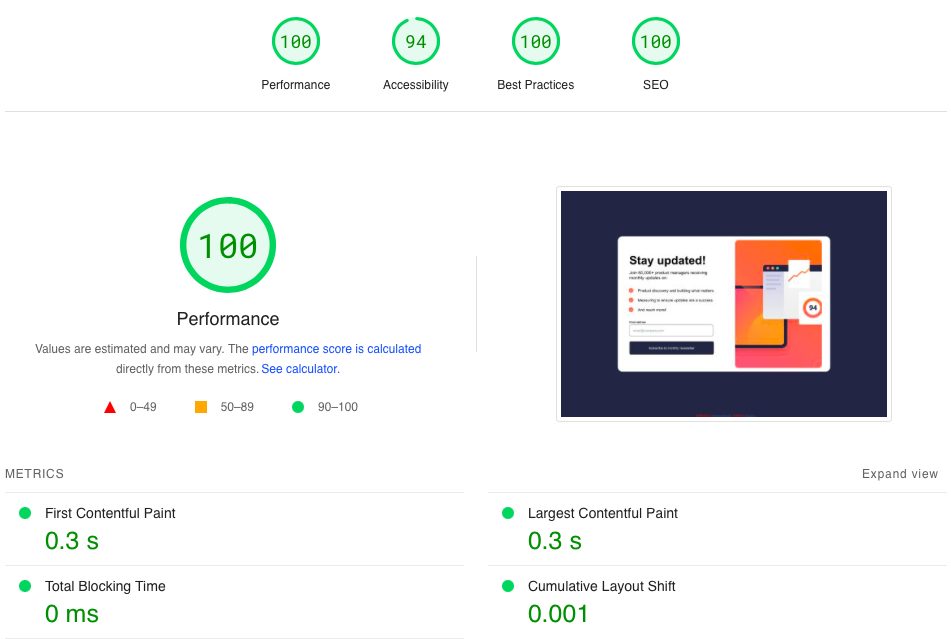 100
94
100
100
Performance
Accessibility
Best Practices
SEO
100
Performance
Values are estimated and may vary. The performance score is calculated
directly from these metrics. See calculator.
0–49
50–89
90–100
Stay updated!
Join 60,000+ product managers receiving
monthly updates on:
Product discovery and building what matters
Measuring to ensure updates are a success
And much more!
Email address
email@company.com
Subscribe to monthly newsletter
94
METRICS
Expand view
First Contentful Paint
0.3 s
Largest Contentful Paint
0.3 s
Total Blocking Time
0 ms
Cumulative Layout Shift
0.001